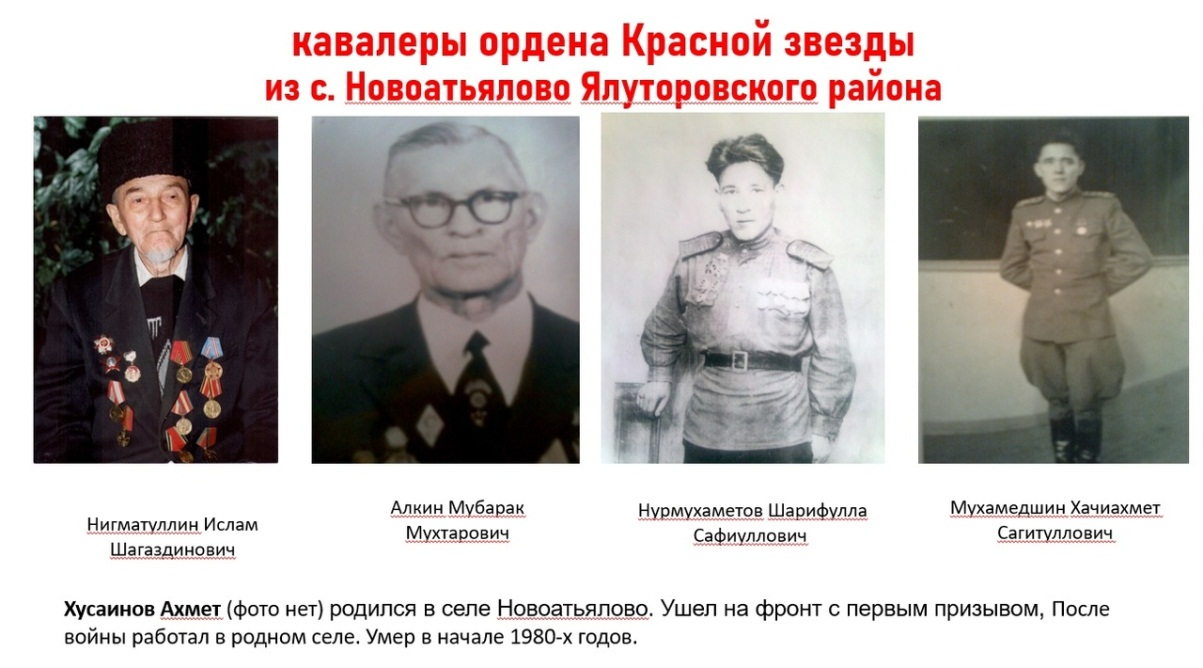 кавалеры ордена Красной звезды
из с. Новоатьялово Ялуторовского района
Нигматуллин Ислам
Шагаздинович
Алкин Мубарак
Мухтарович
Нурмухаметов Шарифулла
Сафиуллович
Мухамедшин Хачиахмет
Сагитуллович
Хусаинов Ахмет (фото нет) родился в селе Новоатьялово. Ушел на фронт с первым призывом, После
войны работал в родном селе. Умер в начале 1980-х годов.